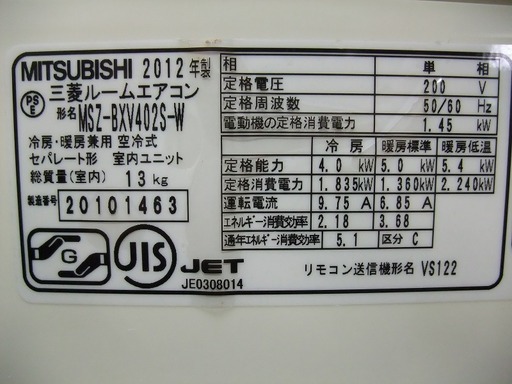 MITSUBISHI 2012年製
PS
E
三菱ルームエアコン
形名 MSZ-BXV402S-W
冷房・暖房兼用 空冷式
セパレート形 室内ユニット
総質量(室内) 13kg
製造番号 20101463
G
JIS
JET
JE0308014
相 単相
定格電圧 200 V
定格周波数 50/60 Hz
電動機の定格消費電力 1.45 kW
冷房 暖房標準 暖房低温
定格能力 4.0 kW 5.0 kW 5.4 kW
定格消費電力 1.835kW 1.360kW 2.240kW
運転電流 9.75 A 6.85 A
エネルギー消費効率 2.18 3.68
通年エネルギー消費効率 5.1 区分 C
リモコン送信機形名 VS122